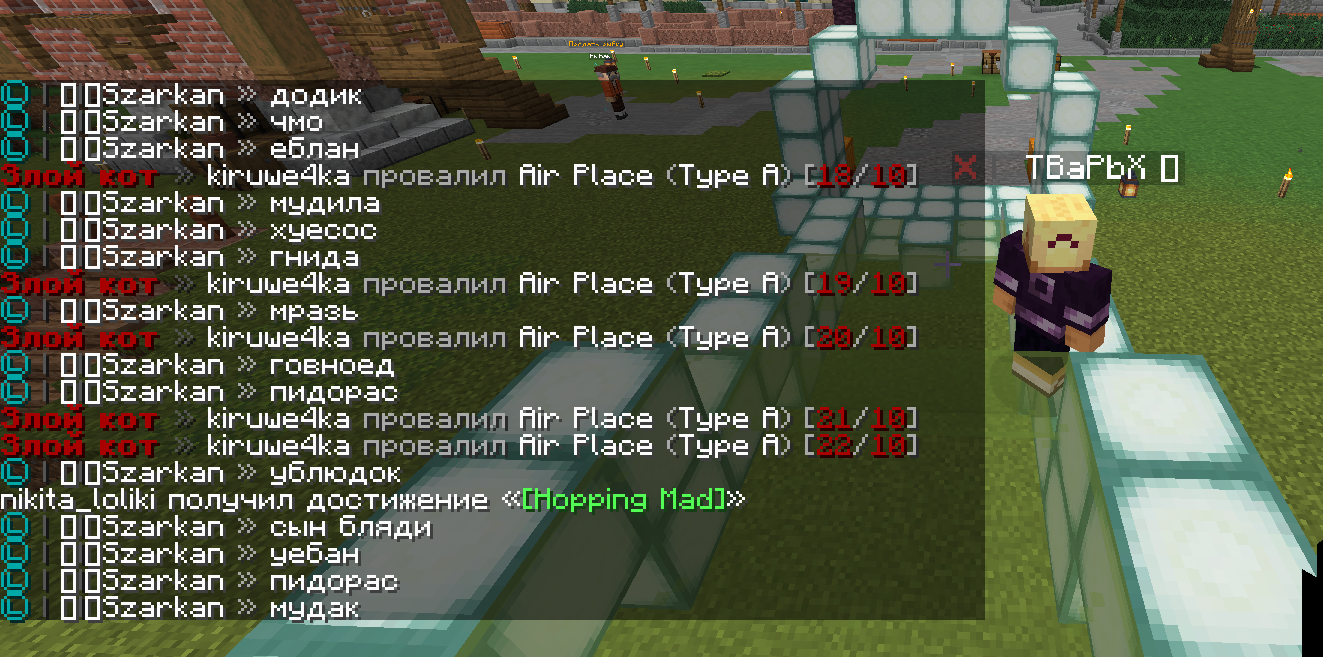 Ⓒ | ▯▯Szarkan » додик
Ⓒ | ▯▯Szarkan » чмо
Ⓒ | ▯▯Szarkan » еблан
Злой кот » kiruwe4ka провалил Air Place (Type A) [18/10]
X ТВаРЬХ ▯
Ⓒ | ▯▯Szarkan » мудила
Ⓒ | ▯▯Szarkan » хуесос
Ⓒ | ▯▯Szarkan » гнида
Злой кот » kiruwe4ka провалил Air Place (Type A) [19/10]
Ⓒ | ▯▯Szarkan » мразь
Злой кот » kiruwe4ka провалил Air Place (Type A) [20/10]
Ⓒ | ▯▯Szarkan » говноед
Ⓒ | ▯▯Szarkan » пидорас
Злой кот » kiruwe4ka провалил Air Place (Type A) [21/10]
Злой кот » kiruwe4ka провалил Air Place (Type A) [22/10]
Ⓒ | ▯▯Szarkan » ублюдок
nikita_loliki получил достижение «[Hopping Mad]»
Ⓒ | ▯▯Szarkan » сын бляди
Ⓒ | ▯▯Szarkan » уебан
Ⓒ | ▯▯Szarkan » пидорас
Ⓒ | ▯▯Szarkan » мудак